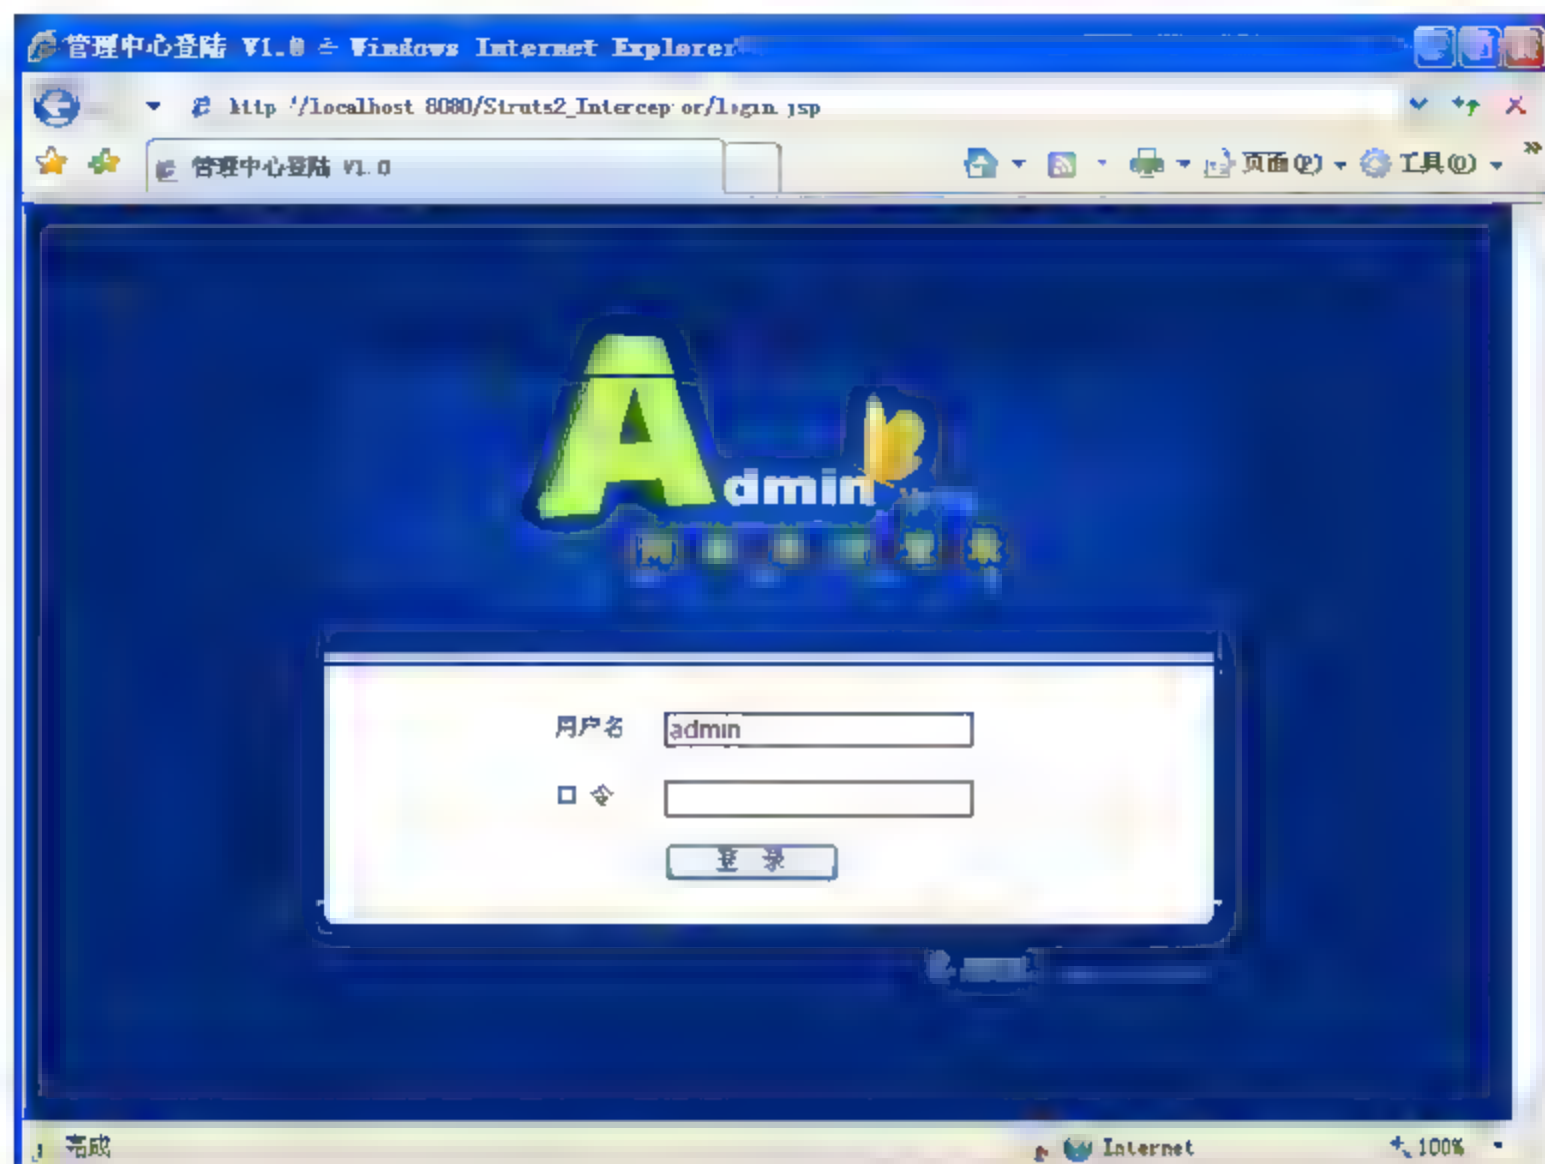 管理中心登陆 V1.0 - Windows Internet Explorer
http://localhost:8080/Struts2_Interceptor/login.jsp
管理中心登陆 V1.0
页面(P)
工具(O)
Admin
用户名 admin
口 令
登 录
完成
Internet
100%